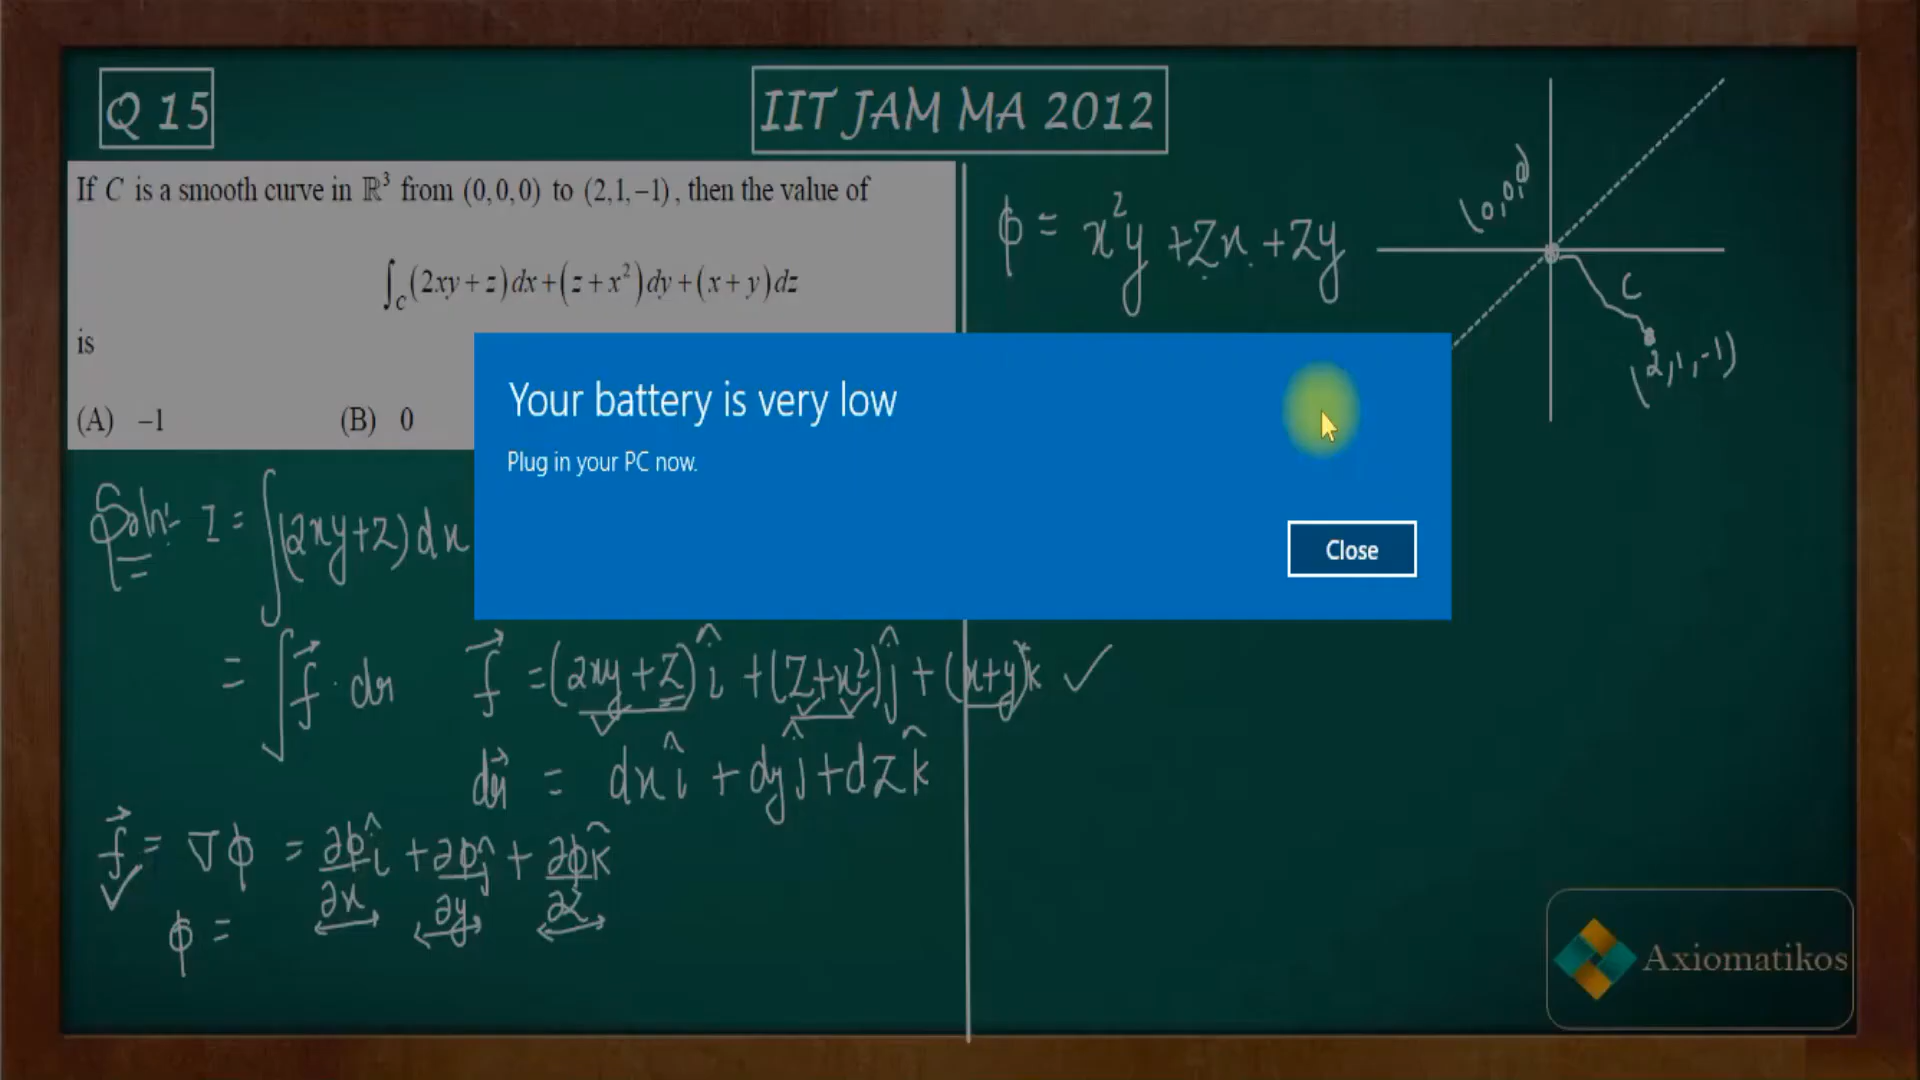 Q 15
IIT JAM MA 2012
If C is a smooth curve in ℝ³ from (0,0,0) to (2,1,−1), then the value of
∫_C (2xy+z)dx+(z+x²)dy+(x+y)dz
is
(A) −1 (B) 0
Soln:- I = ∫(2xy+z)dx
= ∫f⃗ · dr f⃗ = (2xy+z)î + (z+x²)ĵ + (x+y)k̂ ✓
dr⃗ = dxî + dyĵ + dzk̂
f⃗ = ∇ϕ = ∂ϕ/∂x î + ∂ϕ/∂y ĵ + ∂ϕ/∂z k̂
ϕ =
ϕ = x²y + zx + zy
(0,0,0)
C
(2,1,-1)
Your battery is very low
Plug in your PC now.
Close
Axiomatikos